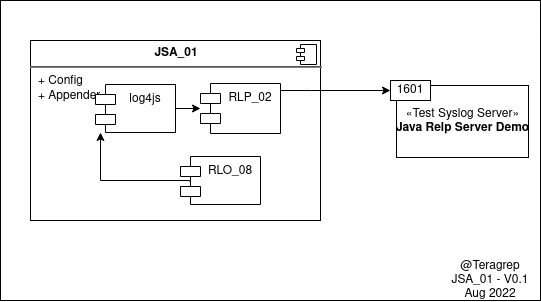 JSA_01
+ Config
+ Appender
log4js
RLP_02
RLO_08
1601
«Test Syslog Server»
Java Relp Server Demo
@Teragrep
JSA_01 - V0.1
Aug 2022